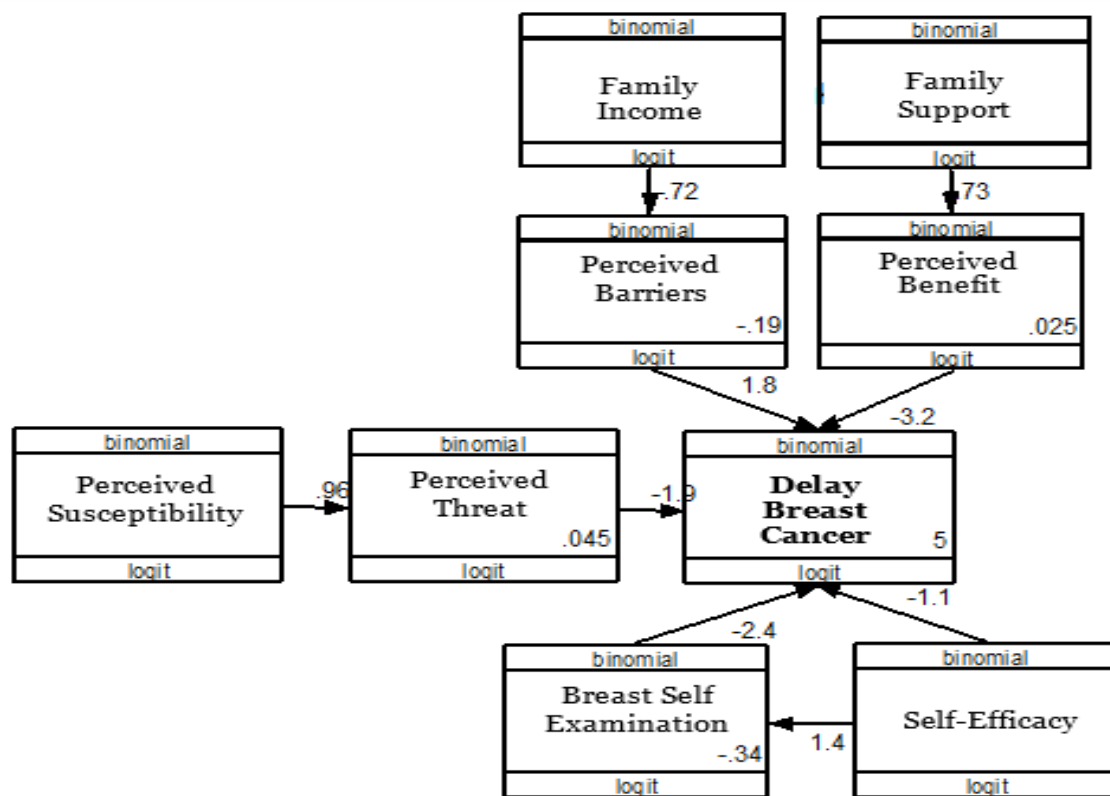 binomial
Family
Income
logit
binomial
Family
Support
logit
-.72
.73
binomial
Perceived
Barriers
-.19
logit
binomial
Perceived
Benefit
.025
logit
1.8
-3.2
binomial
Perceived
Susceptibility
logit
.96
binomial
Perceived
Threat
.045
logit
-1.9
binomial
Delay
Breast
Cancer
5
logit
-2.4
-1.1
binomial
Breast Self
Examination
-.34
logit
1.4
binomial
Self-Efficacy
logit